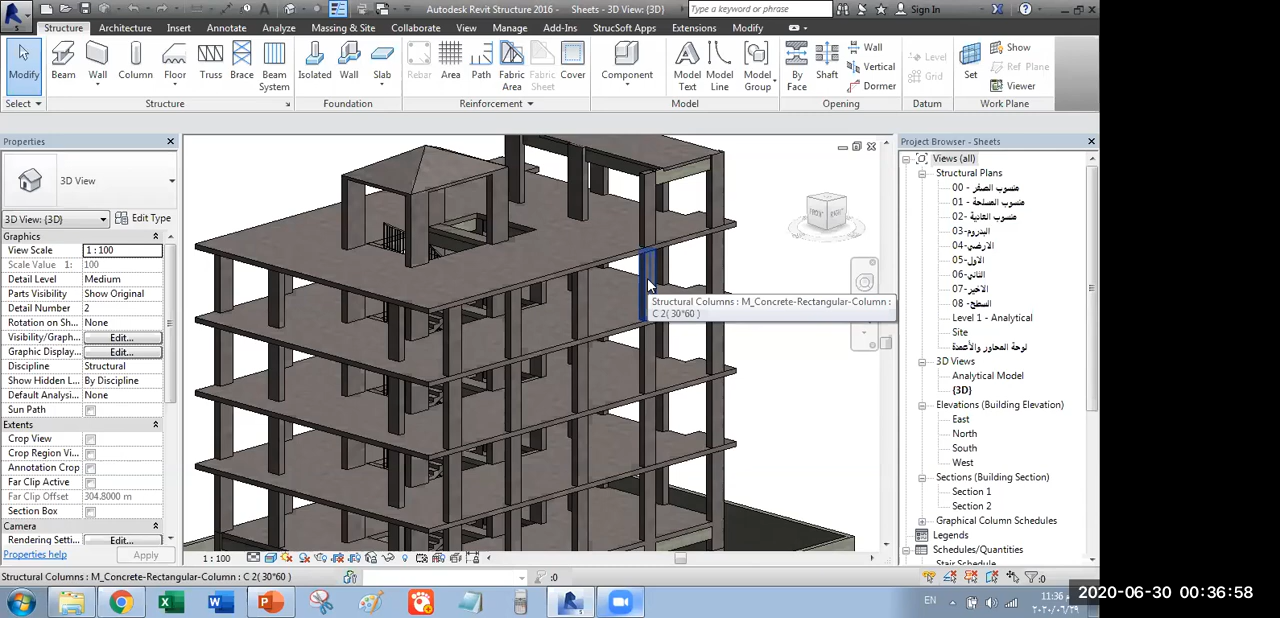 Autodesk Revit Structure 2016 - Sheets - 3D View: {3D}
Type a keyword or phrase
Sign In
Structure Architecture Insert Annotate Analyze Massing & Site Collaborate View Manage Add-Ins StrucSoft Apps Extensions Modify
Modify Beam Wall Column Floor Truss Brace Beam System Isolated Wall Slab Rebar Area Path Fabric Area Fabric Sheet Cover Component Model Text Model Line Model Group By Face Shaft Wall Vertical Dormer Level Grid Set Show Ref Plane Viewer
Select Structure Foundation Reinforcement Model Opening Datum Work Plane
Properties
3D View
3D View: {3D} Edit Type
Graphics
View Scale 1 : 100
Scale Value 1: 100
Detail Level Medium
Parts Visibility Show Original
Detail Number 2
Rotation on Sh... None
Visibility/Graph... Edit...
Graphic Display... Edit...
Discipline Structural
Show Hidden L... By Discipline
Default Analysi... None
Sun Path
Extents
Crop View
Crop Region Vi...
Annotation Crop
Far Clip Active
Far Clip Offset 304.8000 m
Section Box
Camera
Rendering Setti... Edit...
Properties help Apply
Structural Columns : M_Concrete-Rectangular-Column :
C 2( 30*60 )
Project Browser - Sheets
Views (all)
Structural Plans
00 - منسوب الصفر
01 - منسوب المسلحة
02- منسوب العادية
03-البدروم
04-الارضي
05-الاول
06-الثاني
07-الاخير
08 -السطح
Level 1 - Analytical
Site
لوحة المحاور والأعمدة
3D Views
Analytical Model
{3D}
Elevations (Building Elevation)
East
North
South
West
Sections (Building Section)
Section 1
Section 2
Graphical Column Schedules
Legends
Schedules/Quantities
1 : 100
Structural Columns : M_Concrete-Rectangular-Column : C 2( 30*60 )
:0
:0
EN
11:36 م
٢٠٢٠/٠٦/٢٩
2020-06-30 00:36:58